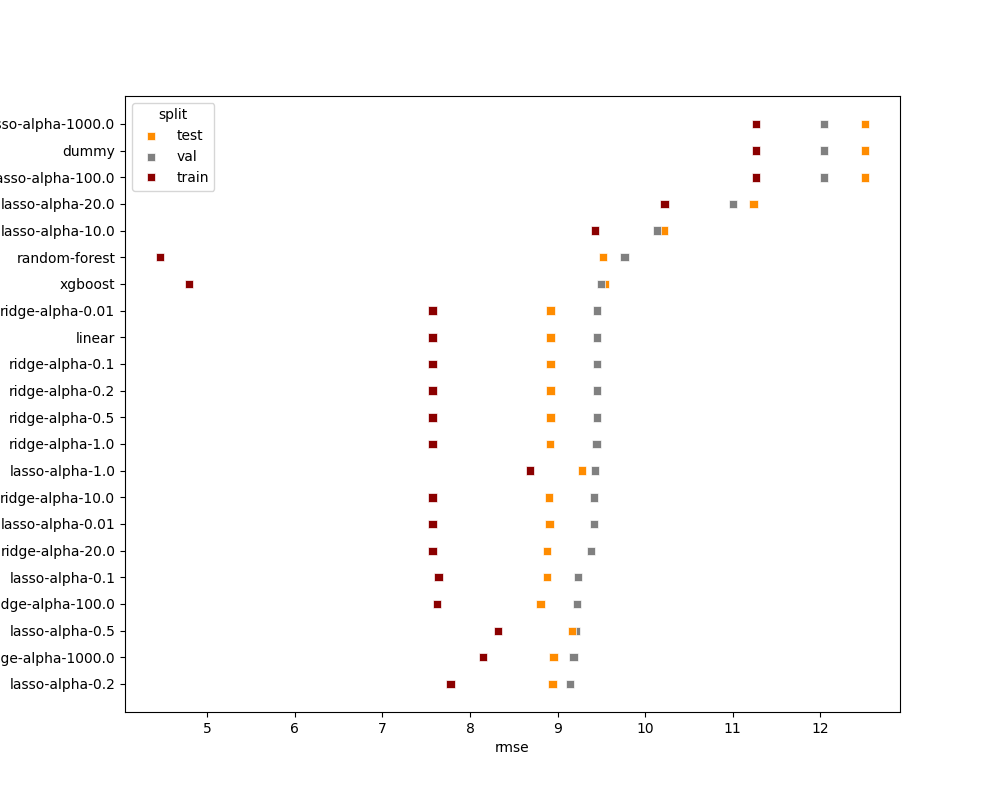 split
test
val
train
sso-alpha-1000.0
dummy
asso-alpha-100.0
lasso-alpha-20.0
lasso-alpha-10.0
random-forest
xgboost
ridge-alpha-0.01
linear
ridge-alpha-0.1
ridge-alpha-0.2
ridge-alpha-0.5
ridge-alpha-1.0
lasso-alpha-1.0
ridge-alpha-10.0
lasso-alpha-0.01
ridge-alpha-20.0
lasso-alpha-0.1
dge-alpha-100.0
lasso-alpha-0.5
ge-alpha-1000.0
lasso-alpha-0.2
5 6 7 8 9 10 11 12
rmse